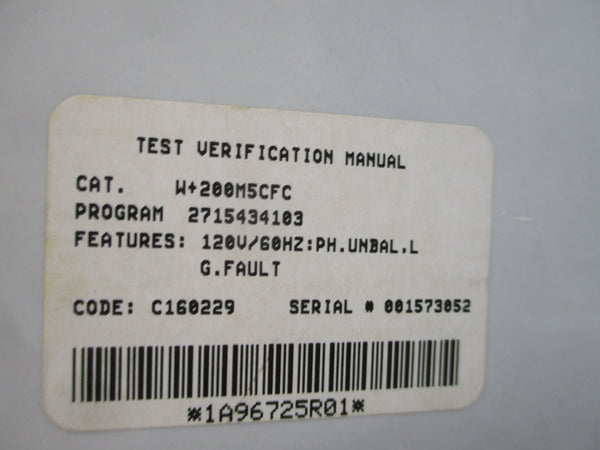 TEST VERIFICATION MANUAL
CAT. W+200M5CFC
PROGRAM 2715434103
FEATURES: 120V/60HZ:PH.UNBAL.L
G.FAULT
CODE: C160229 SERIAL # 001573052
*1A96725R01*